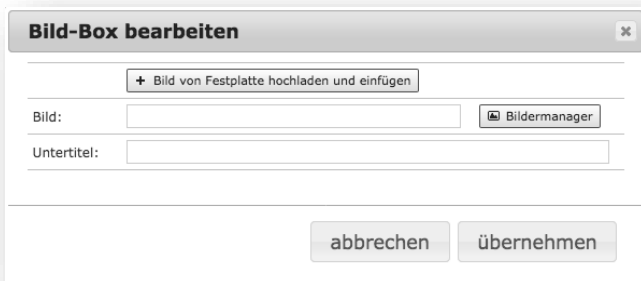 Bild-Box bearbeiten
+ Bild von Festplatte hochladen und einfügen
Bild:
Bildermanager
Untertitel:
abbrechen
übernehmen